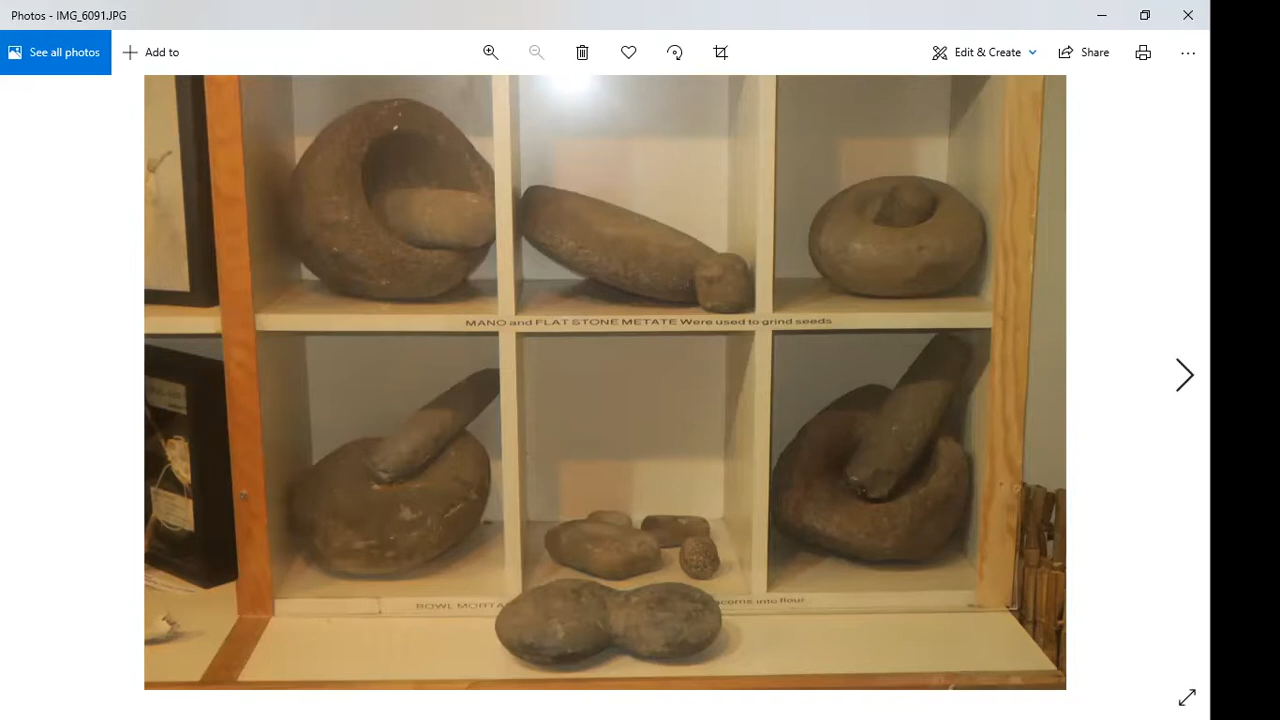 Photos - IMG_6091.JPG
See all photos
Add to
Edit & Create
Share
MANO and FLAT STONE METATE Were used to grind seeds
BOWL MORTA
acorns into flour